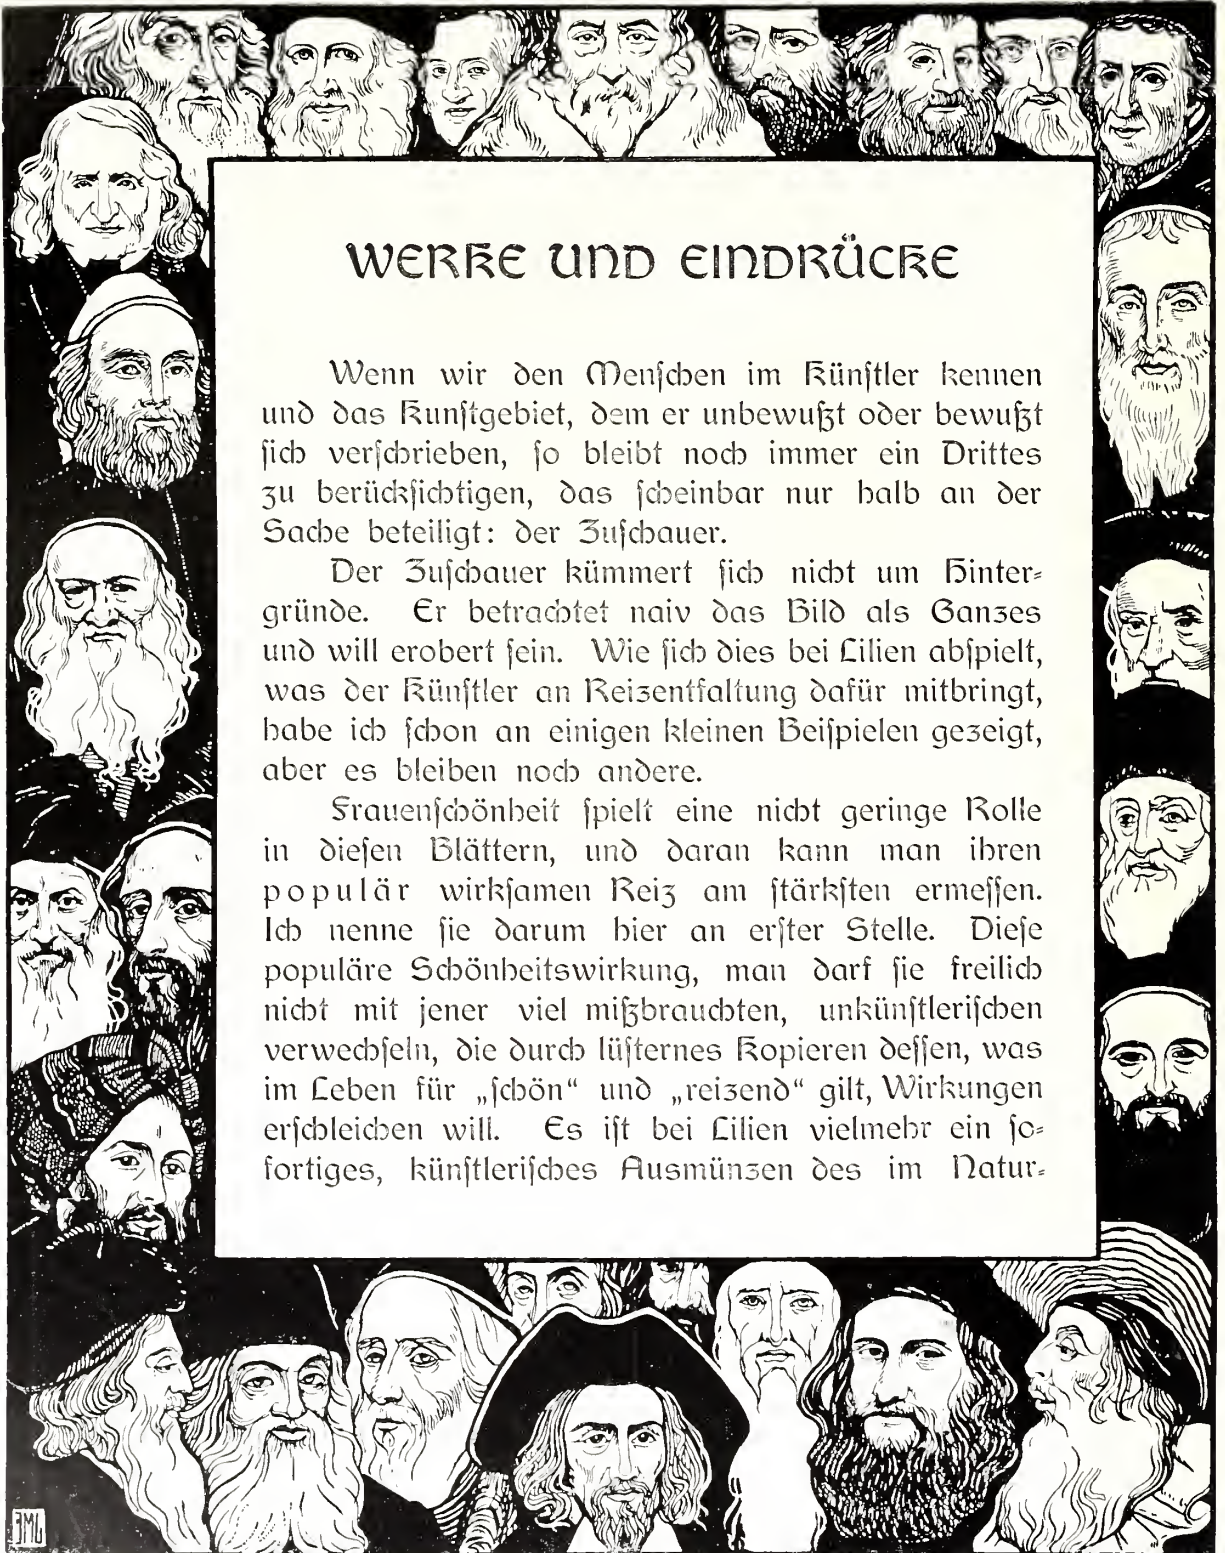 WERKE UND EINDRÜCKE
Wenn wir den Menſchen im Künſtler kennen
und das Kunſtgebiet, dem er unbewußt oder bewußt
ſich verſchrieben, ſo bleibt noch immer ein Drittes
zu berückſichtigen, das ſcheinbar nur halb an der
Sache beteiligt: der Zuſchauer.
Der Zuſchauer kümmert ſich nicht um Hinter⸗
gründe. Er betrachtet naiv das Bild als Ganzes
und will erobert ſein. Wie ſich dies bei Lilien abſpielt,
was der Künſtler an Reizentfaltung dafür mitbringt,
habe ich ſchon an einigen kleinen Beiſpielen gezeigt,
aber es bleiben noch andere.
Frauenſchönheit ſpielt eine nicht geringe Rolle
in dieſen Blättern, und daran kann man ihren
populär wirkſamen Reiz am ſtärkſten ermeſſen.
Ich nenne ſie darum hier an erſter Stelle. Dieſe
populäre Schönheitswirkung, man darf ſie freilich
nicht mit jener viel mißbrauchten, unkünſtleriſchen
verwechſeln, die durch lüſternes Kopieren deſſen, was
im Leben für „ſchön“ und „reizend“ gilt, Wirkungen
erſchleichen will. Es iſt bei Lilien vielmehr ein ſo⸗
fortiges, künſtleriſches Ausmünzen des im Natur⸗